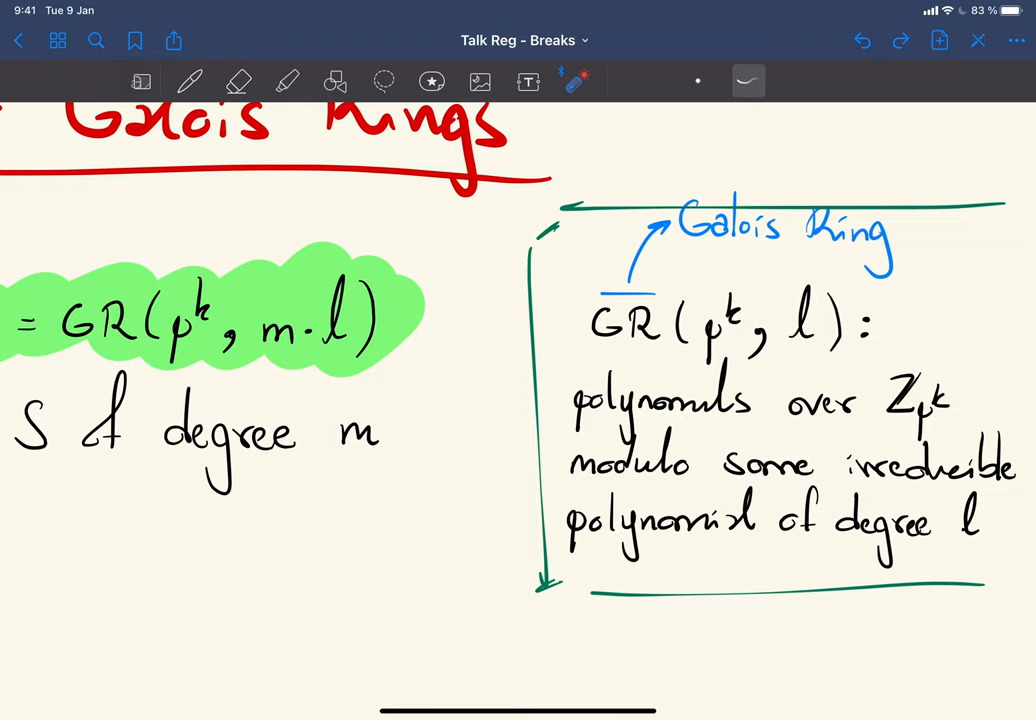 9:41 Tue 9 Jan
83 %
Talk Reg - Breaks
Galois Rings
Galois Ring
= GR(p^k, m·l)
GR(p^k, l):
polynomials over Z_p^k
S of degree m
modulo some irreducible
polynomial of degree l